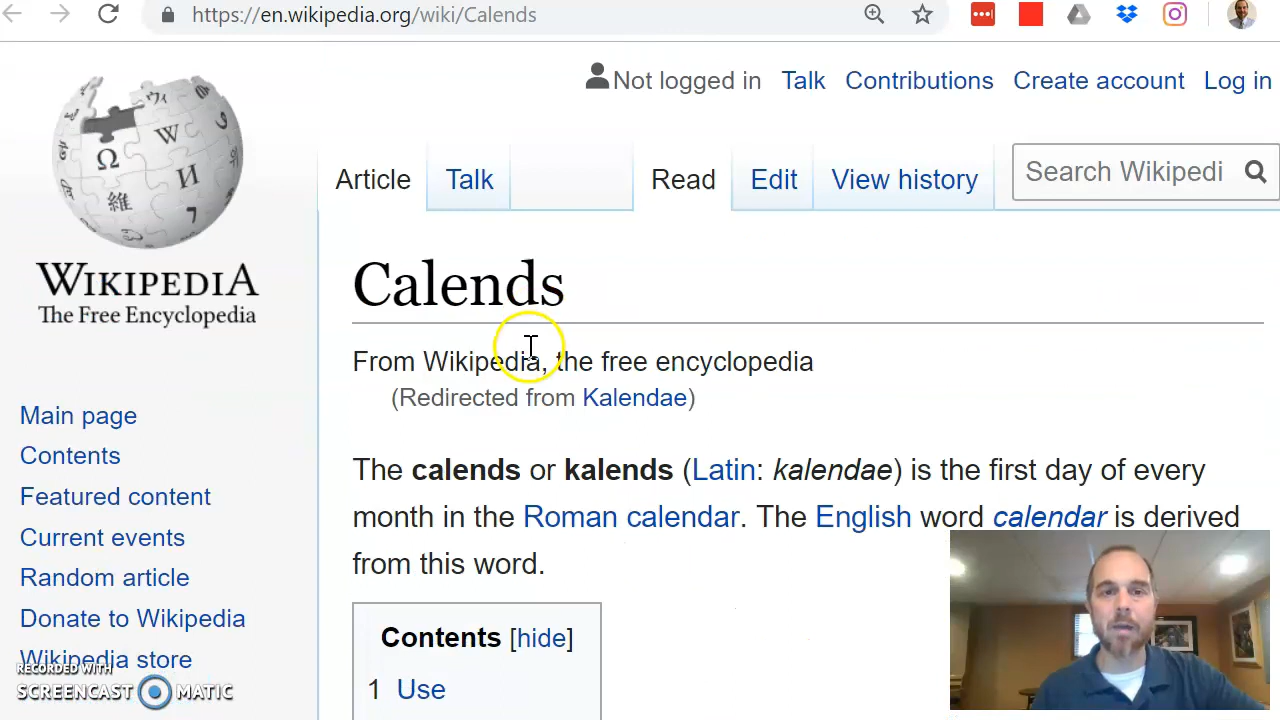 https://en.wikipedia.org/wiki/Calends
Not logged in Talk Contributions Create account Log in
Article Talk Read Edit View history Search Wikipedi
WIKIPEDIA
The Free Encyclopedia
Calends
From Wikipedia, the free encyclopedia
(Redirected from Kalendae)
Main page
Contents
Featured content
Current events
Random article
Donate to Wikipedia
Wikipedia store
The calends or kalends (Latin: kalendae) is the first day of every
month in the Roman calendar. The English word calendar is derived
from this word.
Contents [hide]
1 Use
RECORDED WITH
SCREENCAST MATIC